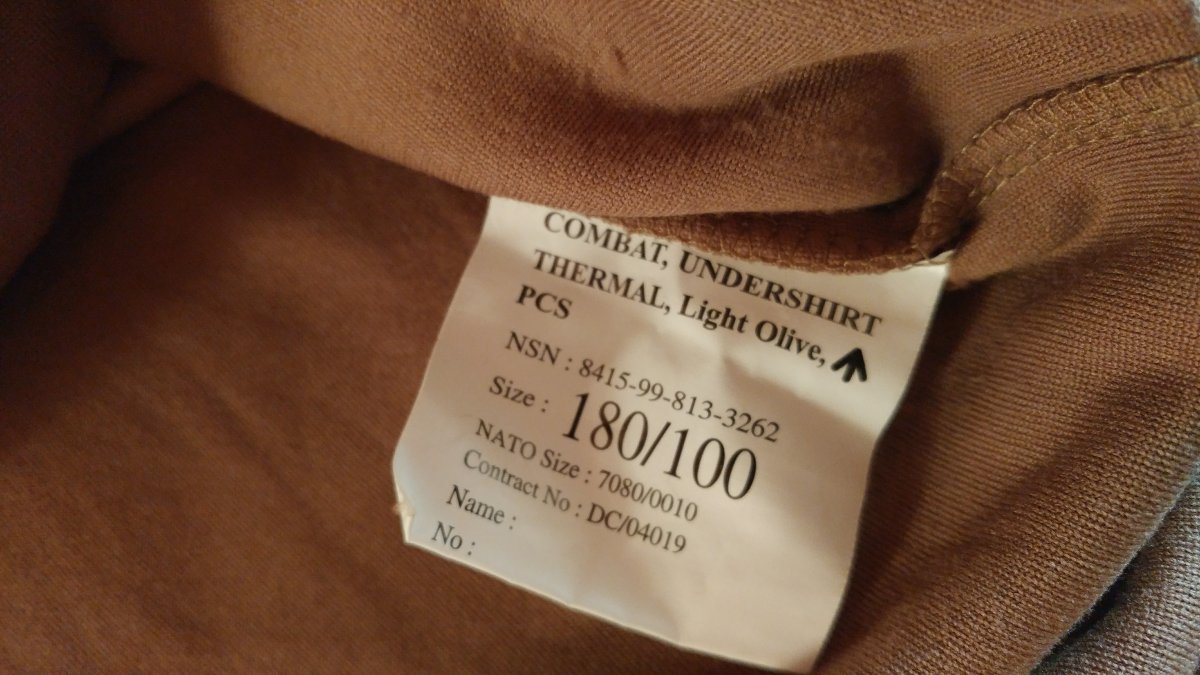 COMBAT, UNDERSHIRT
THERMAL, Light Olive,
PCS
NSN : 8415-99-813-3262
Size : 180/100
NATO Size : 7080/0010
Contract No : DC/04019
Name :
No :